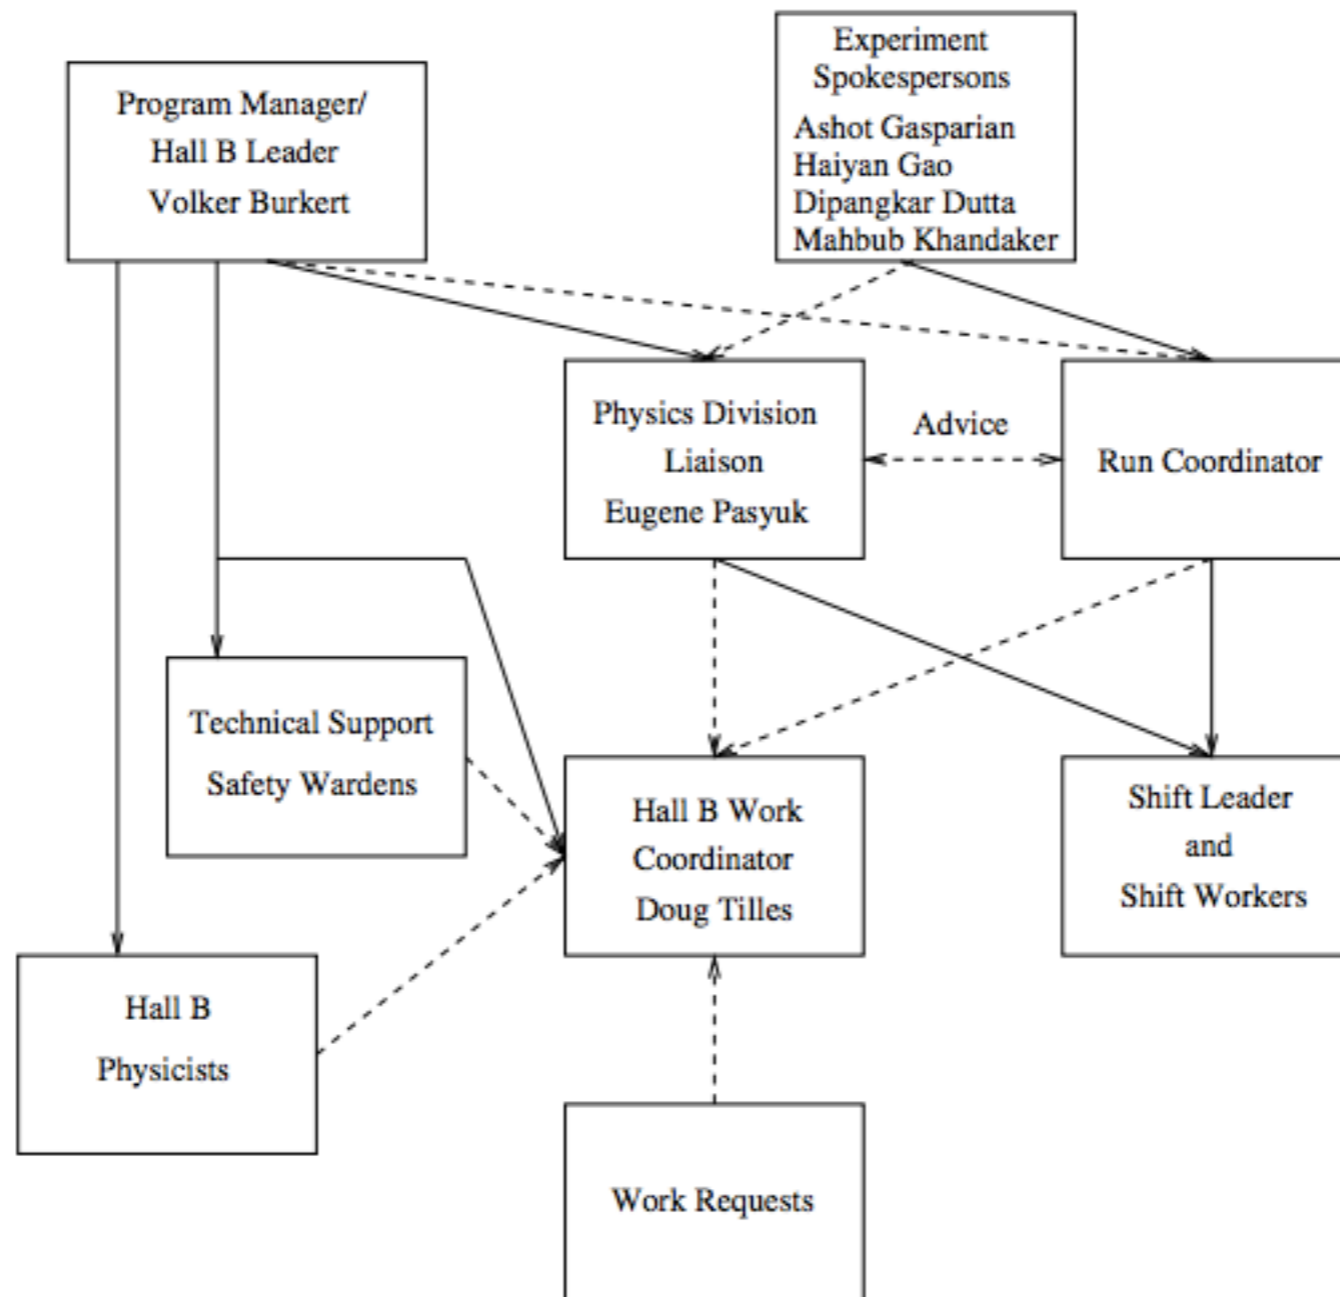 Program Manager/
Hall B Leader
Volker Burkert
Experiment
Spokespersons
Ashot Gasparian
Haiyan Gao
Dipangkar Dutta
Mahbub Khandaker
Physics Division
Liaison
Eugene Pasyuk
Advice
Run Coordinator
Technical Support
Safety Wardens
Hall B Work
Coordinator
Doug Tilles
Shift Leader
and
Shift Workers
Hall B
Physicists
Work Requests